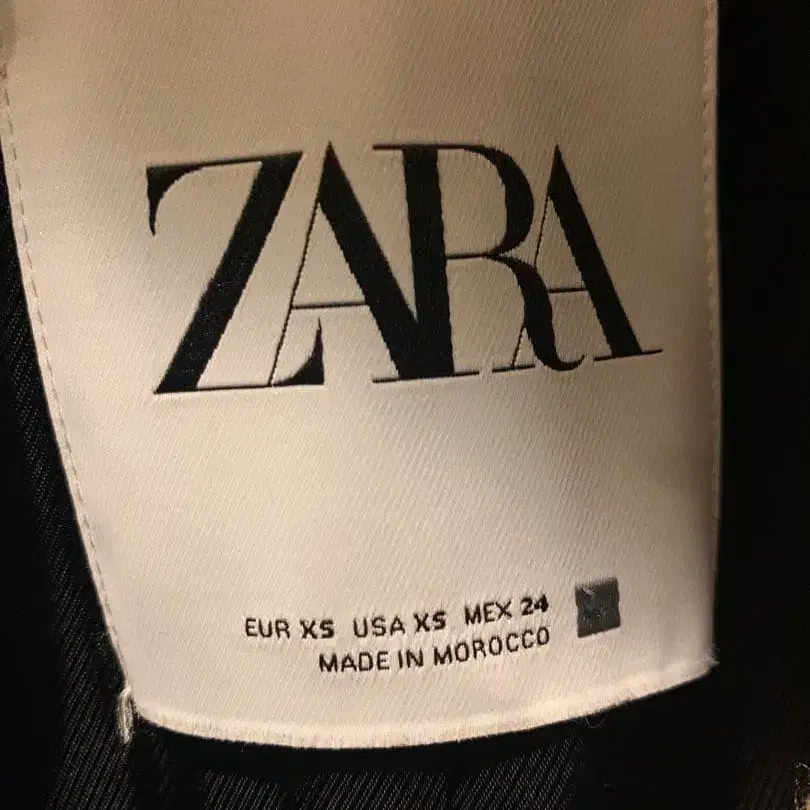 ZARA
EUR XS USA XS MEX 24
MADE IN MOROCCO